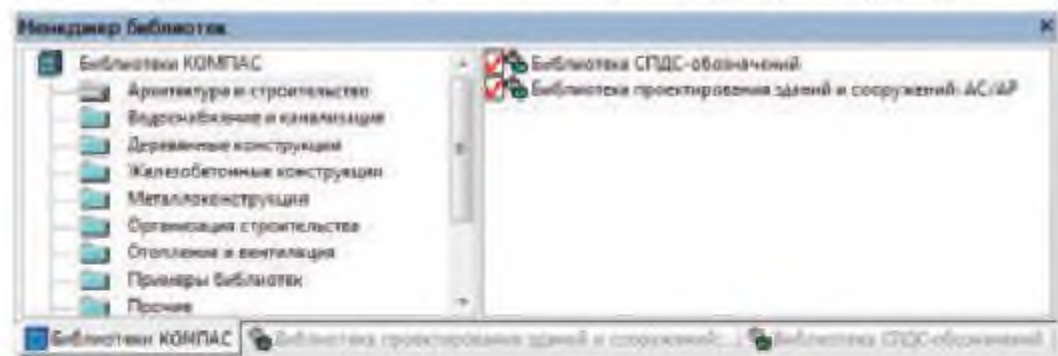 Менеджер библиотек
Библиотеки КОМПАС
Архитектура и строительство
Водоснабжение и канализация
Деревянные конструкции
Железобетонные конструкции
Металлоконструкции
Организация строительства
Отопление и вентиляция
Примеры библиотек
Прочие
Библиотека СПДС-обозначений
Библиотека проектирования зданий и сооружений: АС/АР
Библиотеки КОМПАС
Библиотека проектирования зданий и сооружений:...
Библиотека СПДС-обозначений